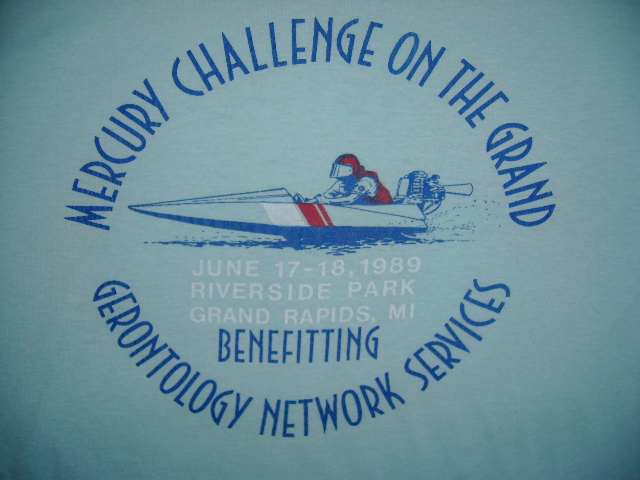 MERCURY CHALLENGE ON THE GRAND
JUNE 17-18, 1989
RIVERSIDE PARK
GRAND RAPIDS, MI
BENEFITTING
GERONTOLOGY NETWORK SERVICES